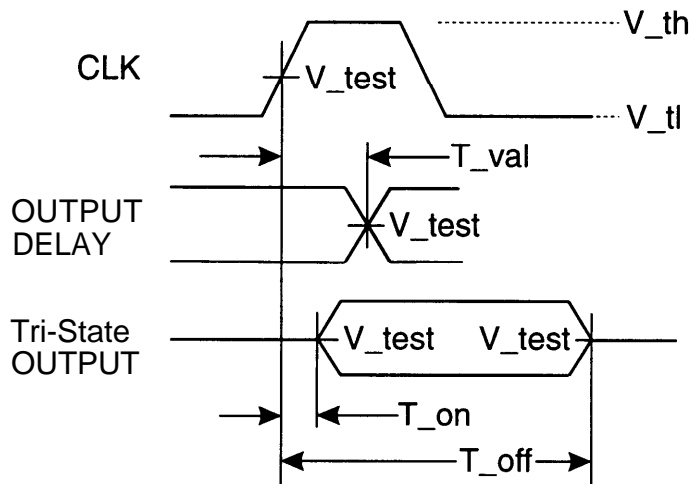 V_th
CLK
V_test
V_tl
T_val
OUTPUT
DELAY
V_test
Tri-State
OUTPUT
V_test
V_test
T_on
T_off